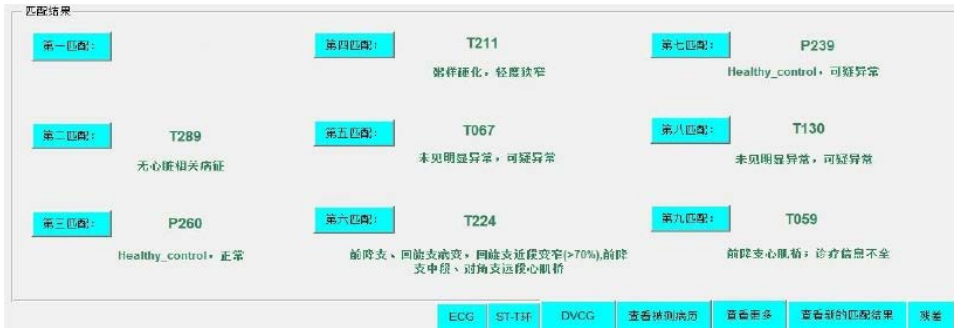 匹配结果
第一匹配：
第四匹配：
T211
粥样硬化，轻度狭窄
第七匹配：
P239
Healthy_control，可疑异常
第二匹配：
T289
无心脏相关病征
第五匹配：
T067
未见明显异常，可疑异常
第八匹配：
T130
未见明显异常，可疑异常
第三匹配：
P260
Healthy_control，正常
第六匹配：
T224
前降支、回旋支病变，回旋支近段变窄(>70%),前降
支中段、对角支远段心肌桥
第九匹配：
T059
前降支心肌桥；诊疗信息不全
ECG
ST-T环
DVCG
查看被测病历
查看更多
查看新的匹配结果
残差